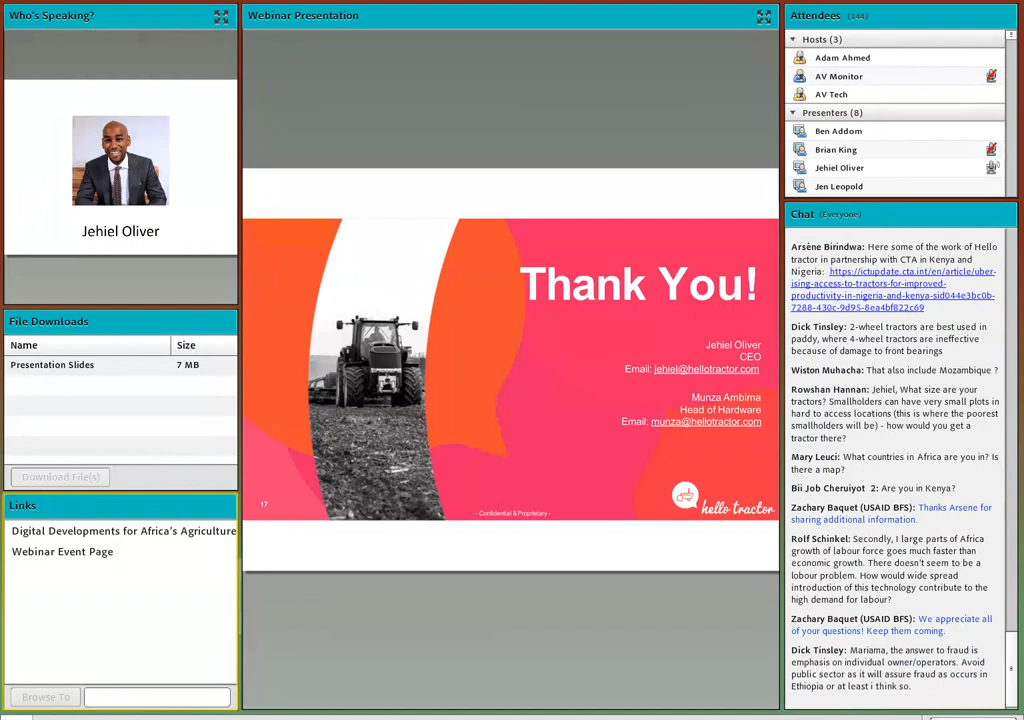 Who's Speaking?
Jehiel Oliver
File Downloads
Name Size
Presentation Slides 7 MB
Download File(s)
Links
Digital Developments for Africa's Agriculture
Webinar Event Page
Browse To
Webinar Presentation
Thank You!
Jehiel Oliver
CEO
Email: jehiel@hellotractor.com
Munza Ambima
Head of Hardware
Email: munza@hellotractor.com
17
- Confidential & Proprietary -
hello tractor
Attendees (144)
Hosts (3)
Adam Ahmed
AV Monitor
AV Tech
Presenters (8)
Ben Addom
Brian King
Jehiel Oliver
Jen Leopold
Chat (Everyone)
Arsène Birindwa: Here some of the work of Hello
tractor in partnership with CTA in Kenya and
Nigeria: https://ictupdate.cta.int/en/article/uber-
ising-access-to-tractors-for-improved-
productivity-in-nigeria-and-kenya-sid044e3bc0b-
7288-430c-9d95-8ea4bf822c69
Dick Tinsley: 2-wheel tractors are best used in
paddy, where 4-wheel tractors are ineffective
because of damage to front bearings
Wiston Muhacha: That also include Mozambique ?
Rowshan Hannan: Jehiel, What size are your
tractors? Smallholders can have very small plots in
hard to access locations (this is where the poorest
smallholders will be) - how would you get a
tractor there?
Mary Leuci: What countries in Africa are you in? Is
there a map?
Bii Job Cheruiyot 2: Are you in Kenya?
Zachary Baquet (USAID BFS): Thanks Arsene for
sharing additional information.
Rolf Schinkel: Secondly, I large parts of Africa
growth of labour force goes much faster than
economic growth. There doesn't seem to be a
lobour problem. How would wide spread
introduction of this technology contribute to the
high demand for labour?
Zachary Baquet (USAID BFS): We appreciate all
of your questions! Keep them coming.
Dick Tinsley: Mariama, the answer to fraud is
emphasis on individual owner/operators. Avoid
public sector as it will assure fraud as occurs in
Ethiopia or at least i think so.